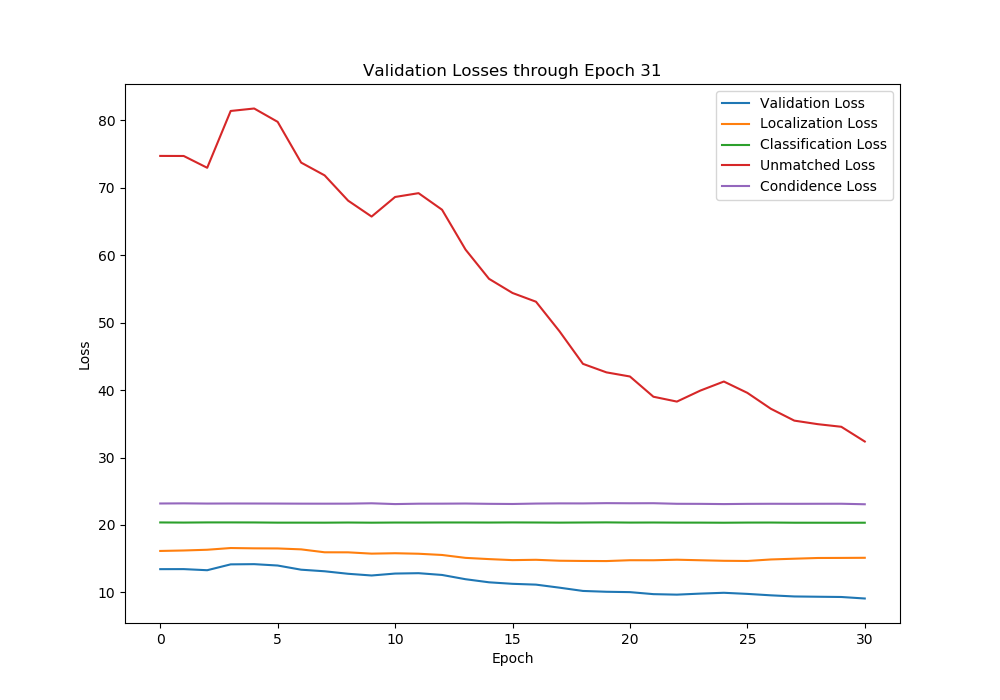 Validation Losses through Epoch 31
Validation Loss
Localization Loss
Classification Loss
Unmatched Loss
Condidence Loss
Loss
80
70
60
50
40
30
20
10
0 5 10 15 20 25 30
Epoch